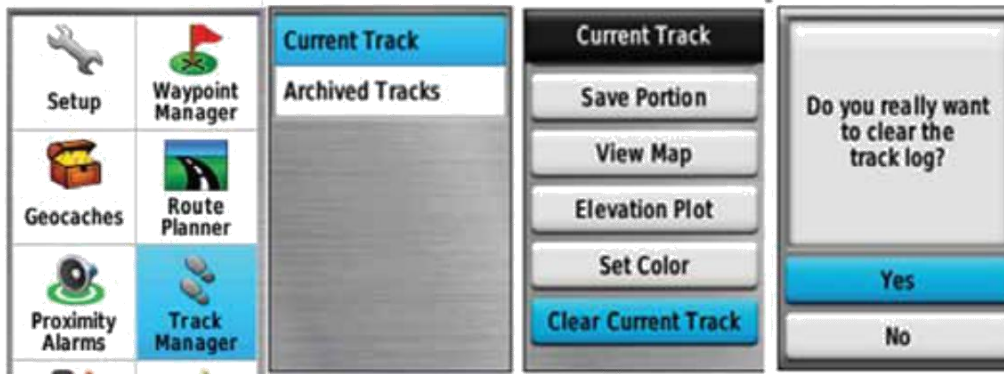 Setup
Waypoint
Manager
Geocaches
Route
Planner
Proximity
Alarms
Track
Manager
Current Track
Archived Tracks
Current Track
Save Portion
View Map
Elevation Plot
Set Color
Clear Current Track
Do you really want
to clear the
track log?
Yes
No